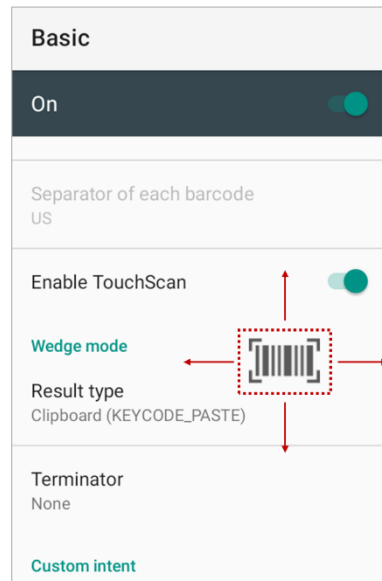 Basic
On
Separator of each barcode
US
Enable TouchScan
Wedge mode
Result type
Clipboard (KEYCODE_PASTE)
Terminator
None
Custom intent